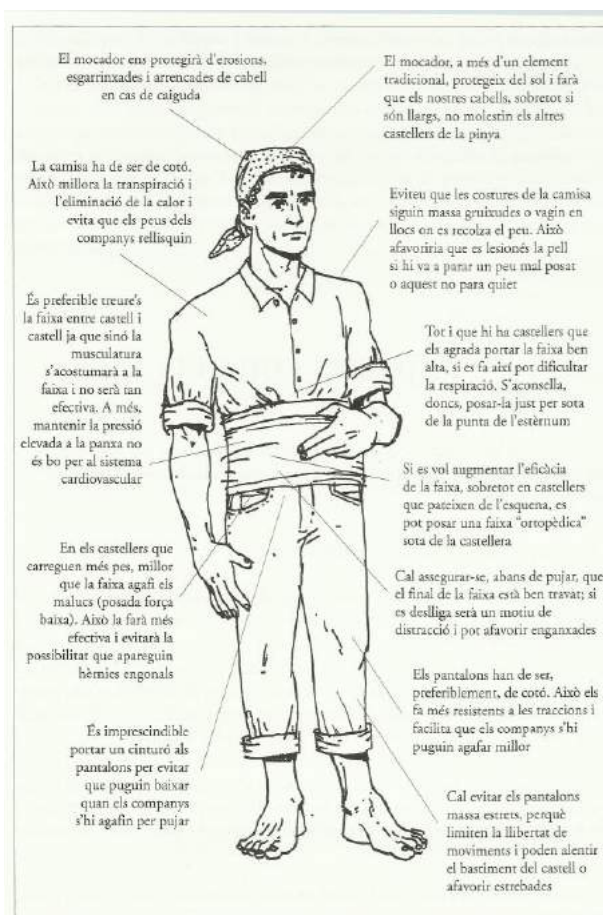 El mocador ens protegirà d'erosions,
esgarrinxades i arrencades de cabell
en cas de caiguda
El mocador, a més d'un element
tradicional, protegeix del sol i farà
que els nostres cabells, sobretot si
són llargs, no molestin els altres
castellers de la pinya
La camisa ha de ser de cotó.
Això millora la transpiració i
l'eliminació de la calor i
evita que els peus dels
companys rellisquin
Eviteu que les costures de la camisa
siguin massa gruixudes o vagin en
llocs on es recolza el peu. Això
afavoriria que es lesionés la pell
si hi va a parar un peu mal posat
o aquest no para quiet
És preferible treure's
la faixa entre castell i
castell ja que sinó la
musculatura
s'acostumarà a la
faixa i no serà tan
efectiva. A més,
mantenir la pressió
elevada a la panxa no
és bo per al sistema
cardiovascular
Tot i que hi ha castellers que
els agrada portar la faixa ben
alta, si es fa així pot dificultar
la respiració. S'aconsella,
doncs, posar-la just per sota
de la punta de l'estèrnum
Si es vol augmentar l'eficàcia
de la faixa, sobretot en castellers
que pateixen de l'esquena, es
pot posar una faixa "ortopèdica"
sota de la castellera
En els castellers que
carreguen més pes, millor
que la faixa agafi els
malucs (posada força
baixa). Això la farà més
efectiva i evitarà la
possibilitat que apareguin
hèrnies engonals
Cal assegurar-se, abans de pujar, que
el final de la faixa està ben travat; si
es deslliga serà un motiu de
distracció i pot afavorir enganxades
Els pantalons han de ser,
preferiblement, de cotó. Això els
fa més resistents a les traccions i
facilita que els companys s'hi
puguin agafar millor
És imprescindible
portar un cinturó als
pantalons per evitar
que puguin baixar
quan els companys
s'hi agafin per pujar
Cal evitar els pantalons
massa estrets, perquè
limiten la llibertat de
moviments i poden alentir
el bastiment del castell o
afavorir estrebades